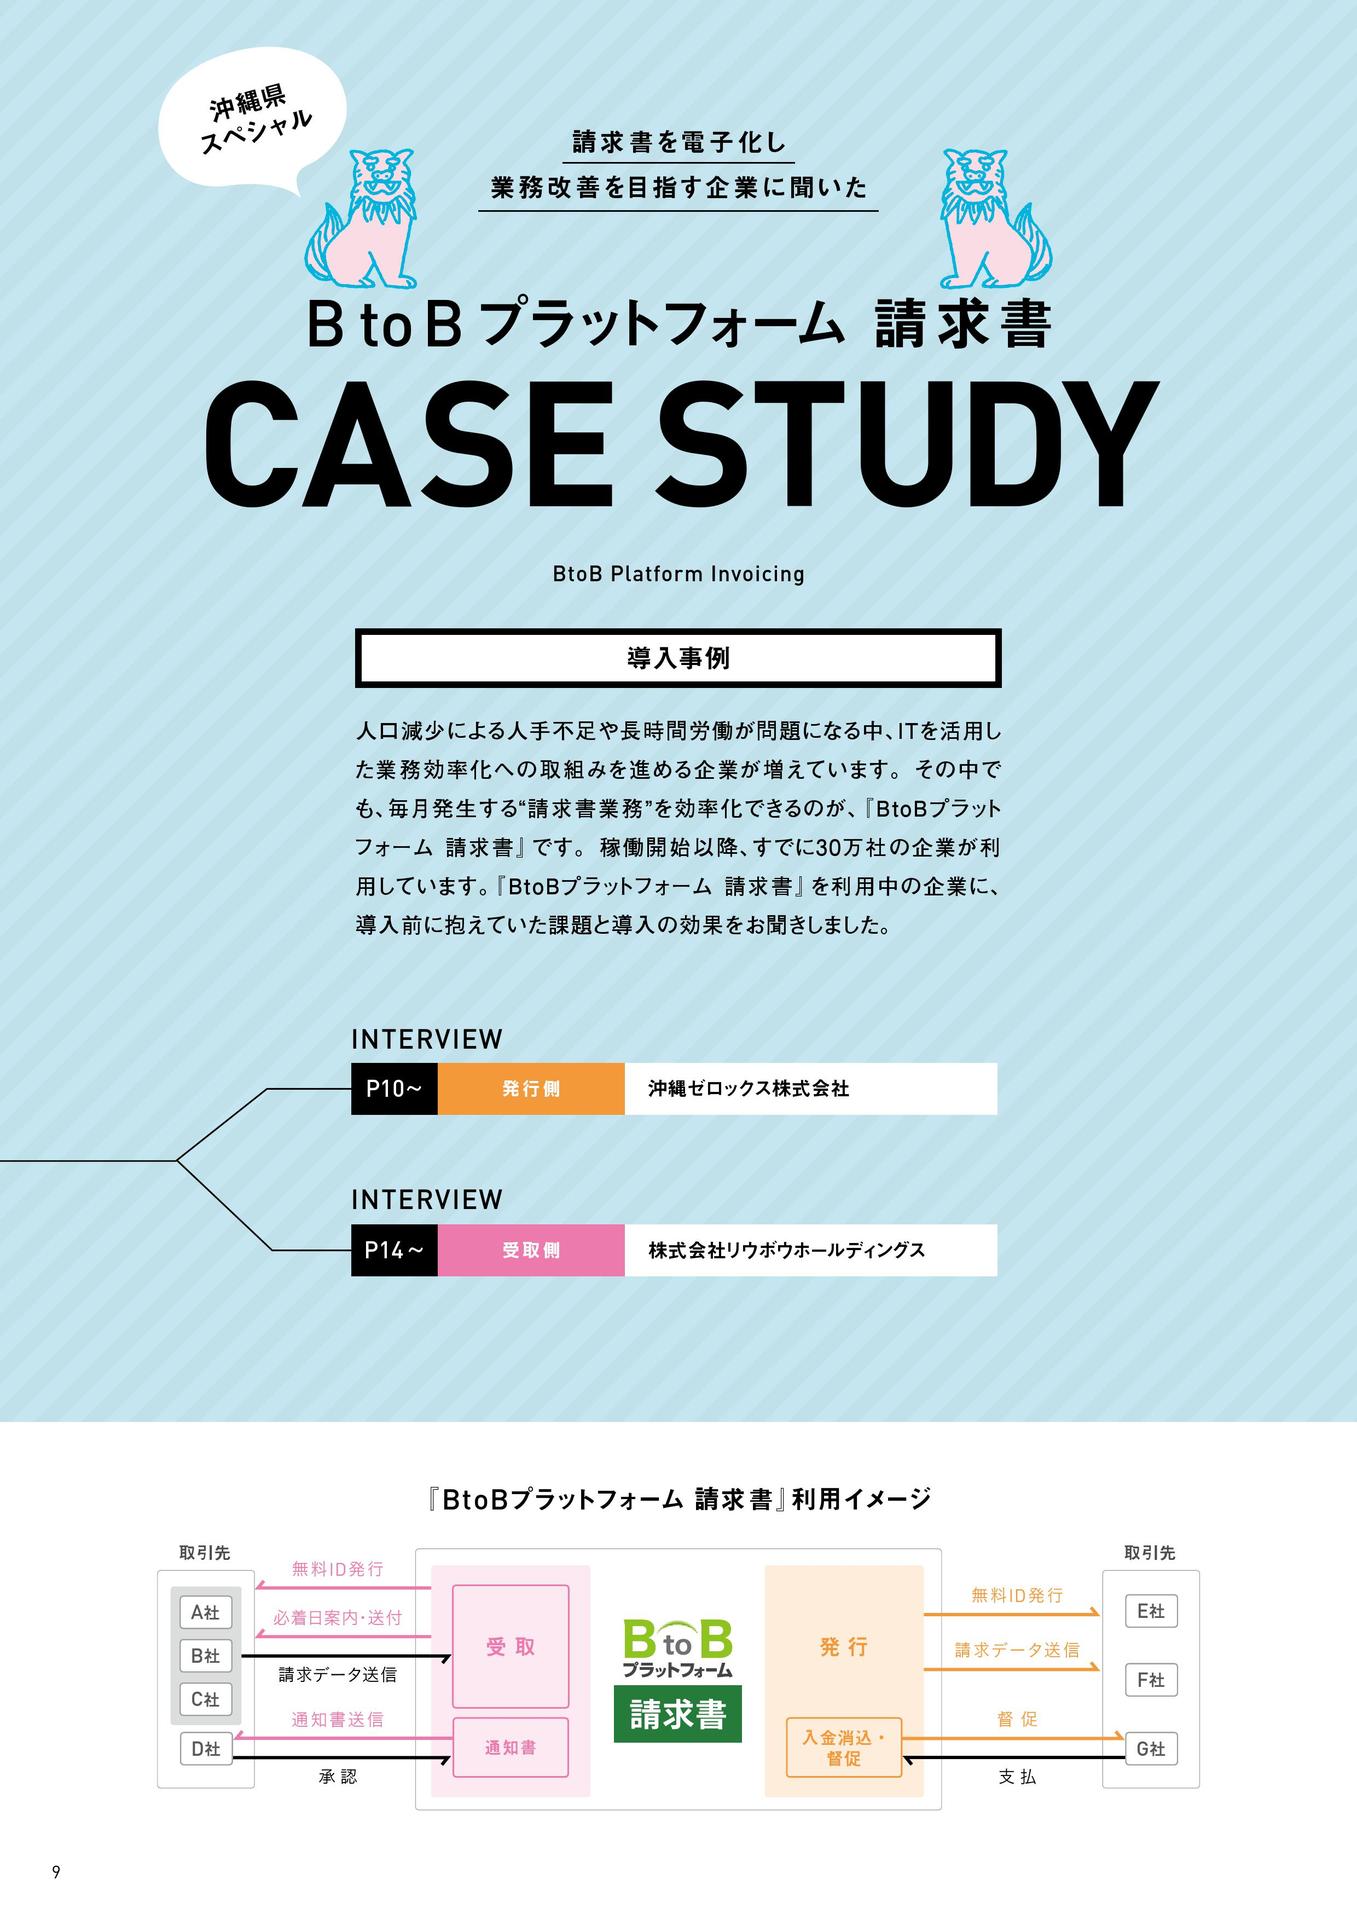 沖縄県
スペシャル
請求書を電子化し
業務改善を目指す企業に聞いた
BtoBプラットフォーム 請求書
CASE STUDY
BtoB Platform Invoicing
導入事例
人口減少による人手不足や長時間労働が問題になる中、ITを活用し
た業務効率化への取組みを進める企業が増えています。その中で
も、毎月発生する“請求書業務”を効率化できるのが、『BtoBプラット
フォーム 請求書』です。稼働開始以降、すでに30万社の企業が利
用しています。『BtoBプラットフォーム 請求書』を利用中の企業に、
導入前に抱えていた課題と導入の効果をお聞きしました。
INTERVIEW
P10～ 発行側 沖縄ゼロックス株式会社
INTERVIEW
P14～ 受取側 株式会社リウボウホールディングス
『BtoBプラットフォーム 請求書』利用イメージ
取引先
A社
B社
C社
D社
無料ID発行
必着日案内・送付
請求データ送信
通知書送信
承認
受取
通知書
BtoB
プラットフォーム
請求書
発行
入金消込・
督促
無料ID発行
請求データ送信
督促
支払
取引先
E社
F社
G社
9